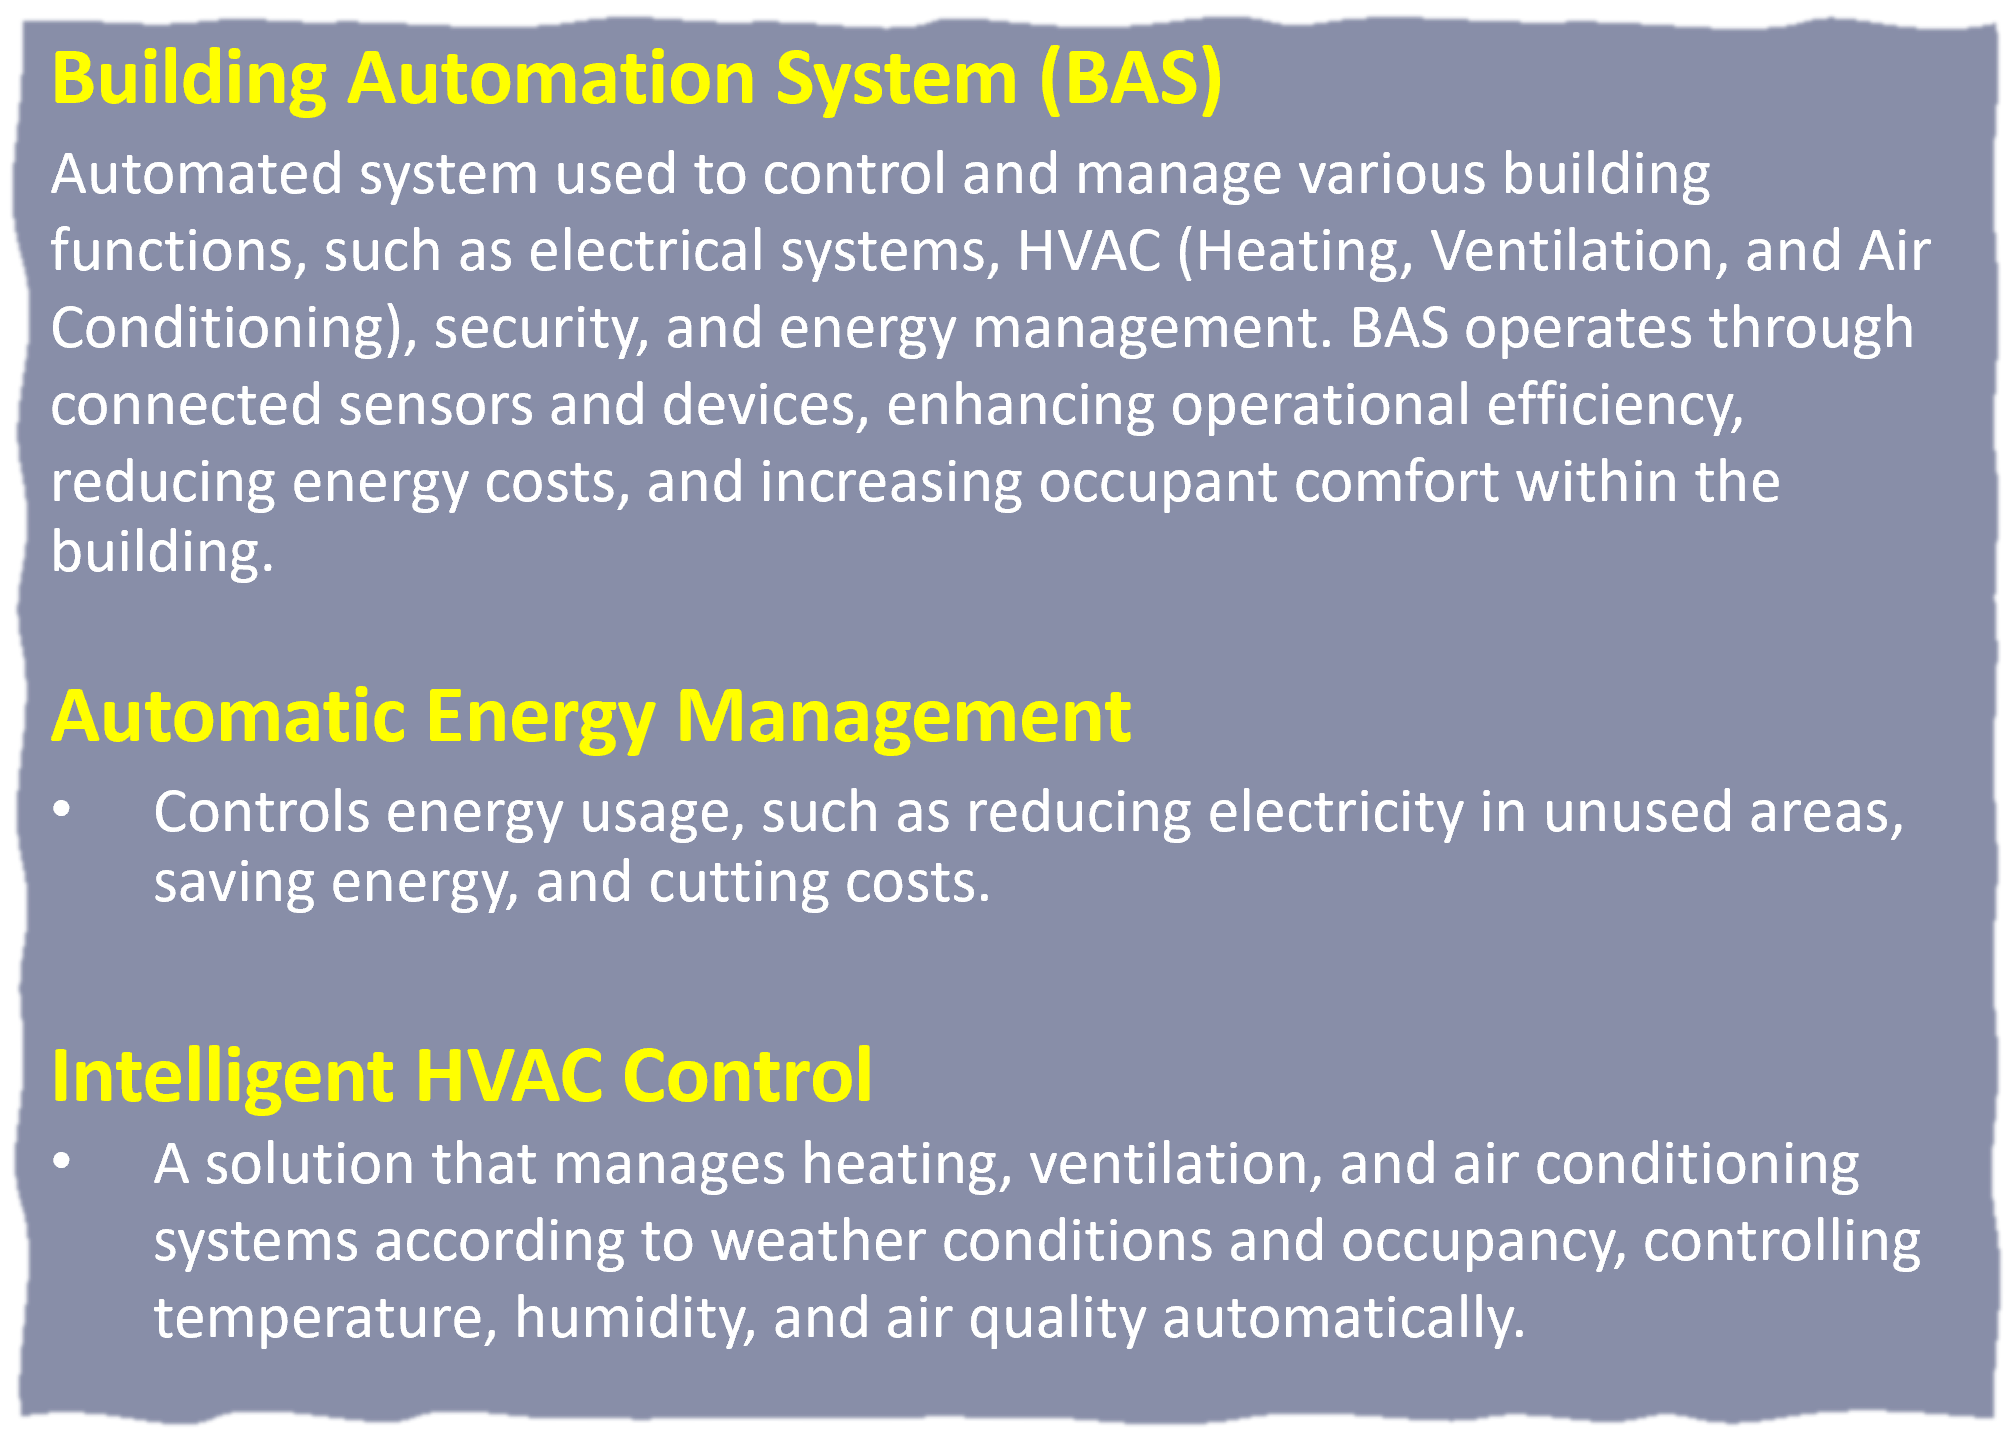 Building Automation System (BAS)
Automated system used to control and manage various building
functions, such as electrical systems, HVAC (Heating, Ventilation, and Air
Conditioning), security, and energy management. BAS operates through
connected sensors and devices, enhancing operational efficiency,
reducing energy costs, and increasing occupant comfort within the
building.
Automatic Energy Management
• Controls energy usage, such as reducing electricity in unused areas,
saving energy, and cutting costs.
Intelligent HVAC Control
• A solution that manages heating, ventilation, and air conditioning
systems according to weather conditions and occupancy, controlling
temperature, humidity, and air quality automatically.